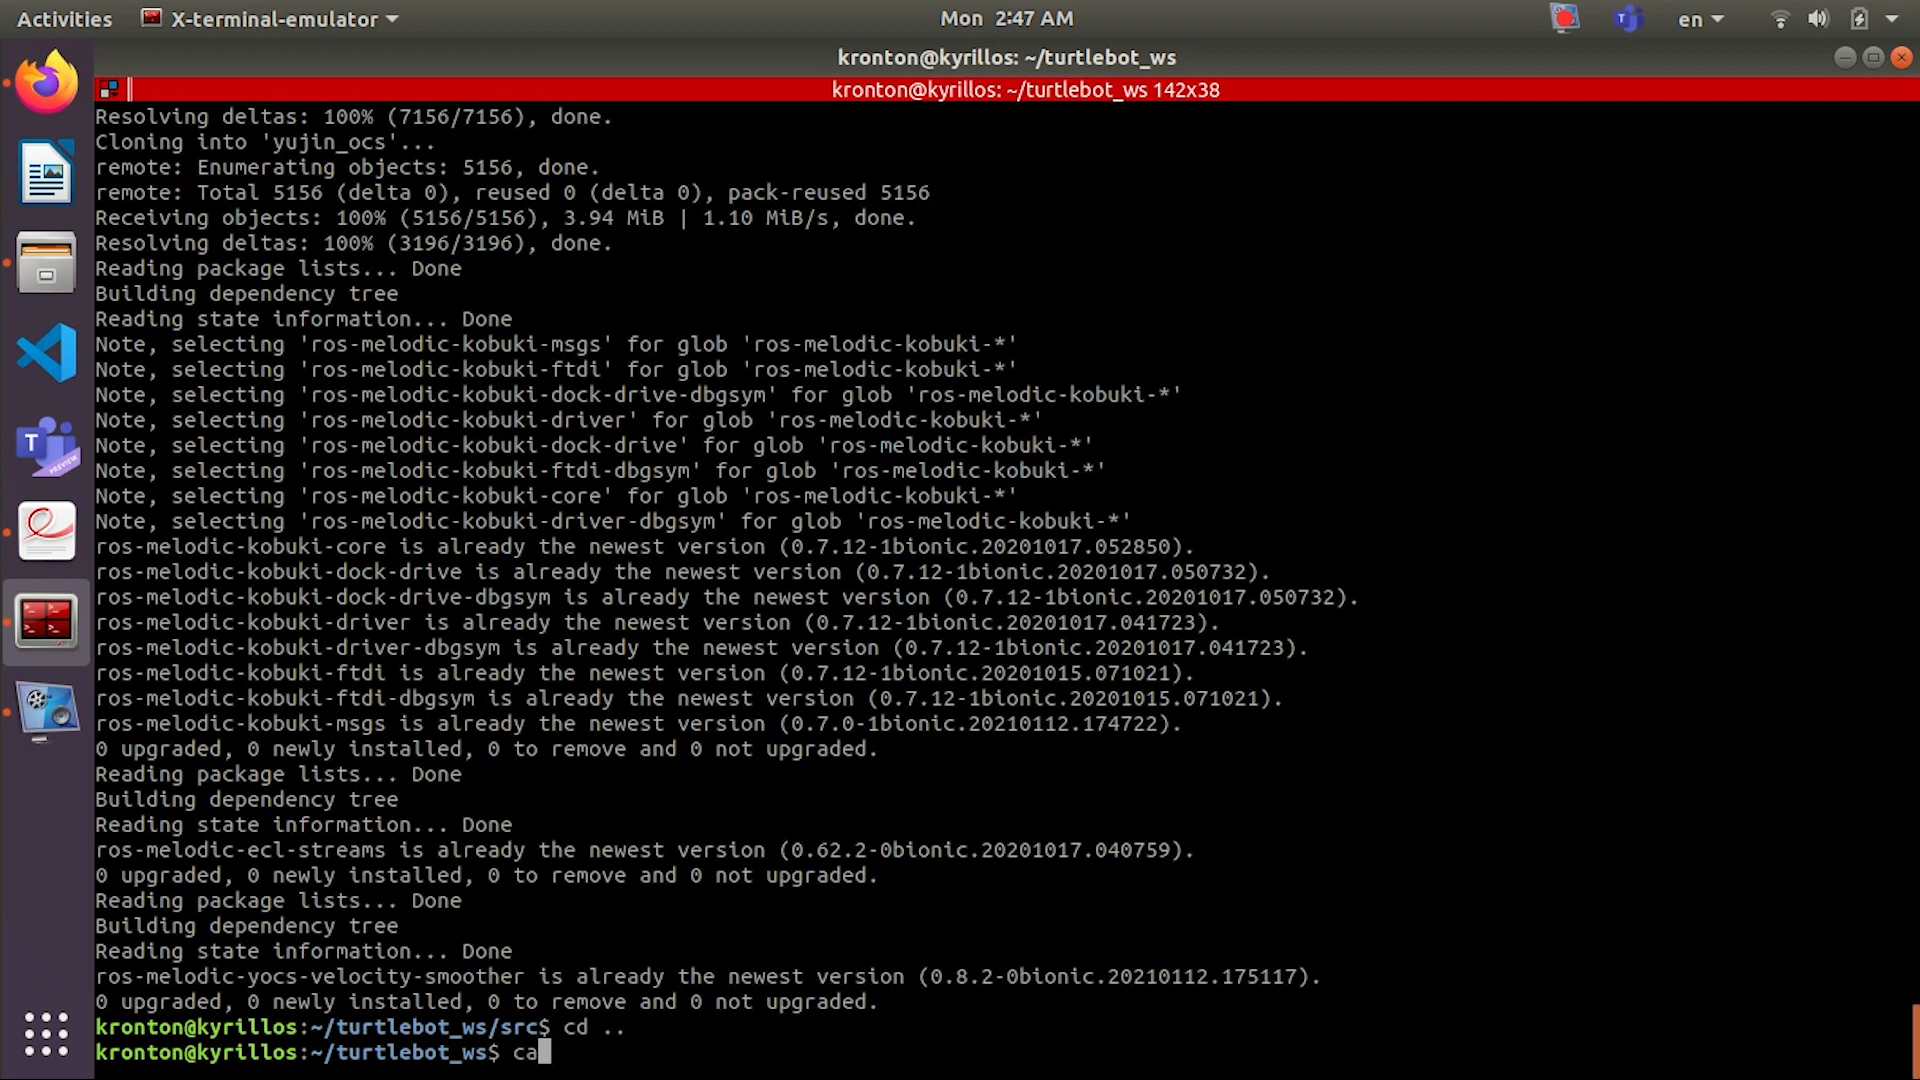 Activities X-terminal-emulator Mon 2:47 AM en
kronton@kyrillos: ~/turtlebot_ws
kronton@kyrillos: ~/turtlebot_ws 142x38
Resolving deltas: 100% (7156/7156), done.
Cloning into 'yujin_ocs'...
remote: Enumerating objects: 5156, done.
remote: Total 5156 (delta 0), reused 0 (delta 0), pack-reused 5156
Receiving objects: 100% (5156/5156), 3.94 MiB | 1.10 MiB/s, done.
Resolving deltas: 100% (3196/3196), done.
Reading package lists... Done
Building dependency tree
Reading state information... Done
Note, selecting 'ros-melodic-kobuki-msgs' for glob 'ros-melodic-kobuki-*'
Note, selecting 'ros-melodic-kobuki-ftdi' for glob 'ros-melodic-kobuki-*'
Note, selecting 'ros-melodic-kobuki-dock-drive-dbgsym' for glob 'ros-melodic-kobuki-*'
Note, selecting 'ros-melodic-kobuki-driver' for glob 'ros-melodic-kobuki-*'
Note, selecting 'ros-melodic-kobuki-dock-drive' for glob 'ros-melodic-kobuki-*'
Note, selecting 'ros-melodic-kobuki-ftdi-dbgsym' for glob 'ros-melodic-kobuki-*'
Note, selecting 'ros-melodic-kobuki-core' for glob 'ros-melodic-kobuki-*'
Note, selecting 'ros-melodic-kobuki-driver-dbgsym' for glob 'ros-melodic-kobuki-*'
ros-melodic-kobuki-core is already the newest version (0.7.12-1bionic.20201017.052850).
ros-melodic-kobuki-dock-drive is already the newest version (0.7.12-1bionic.20201017.050732).
ros-melodic-kobuki-dock-drive-dbgsym is already the newest version (0.7.12-1bionic.20201017.050732).
ros-melodic-kobuki-driver is already the newest version (0.7.12-1bionic.20201017.041723).
ros-melodic-kobuki-driver-dbgsym is already the newest version (0.7.12-1bionic.20201017.041723).
ros-melodic-kobuki-ftdi is already the newest version (0.7.12-1bionic.20201015.071021).
ros-melodic-kobuki-ftdi-dbgsym is already the newest version (0.7.12-1bionic.20201015.071021).
ros-melodic-kobuki-msgs is already the newest version (0.7.0-1bionic.20210112.174722).
0 upgraded, 0 newly installed, 0 to remove and 0 not upgraded.
Reading package lists... Done
Building dependency tree
Reading state information... Done
ros-melodic-ecl-streams is already the newest version (0.62.2-0bionic.20201017.040759).
0 upgraded, 0 newly installed, 0 to remove and 0 not upgraded.
Reading package lists... Done
Building dependency tree
Reading state information... Done
ros-melodic-yocs-velocity-smoother is already the newest version (0.8.2-0bionic.20210112.175117).
0 upgraded, 0 newly installed, 0 to remove and 0 not upgraded.
kronton@kyrillos:~/turtlebot_ws/src$ cd ..
kronton@kyrillos:~/turtlebot_ws$ ca
T
PREVIEW